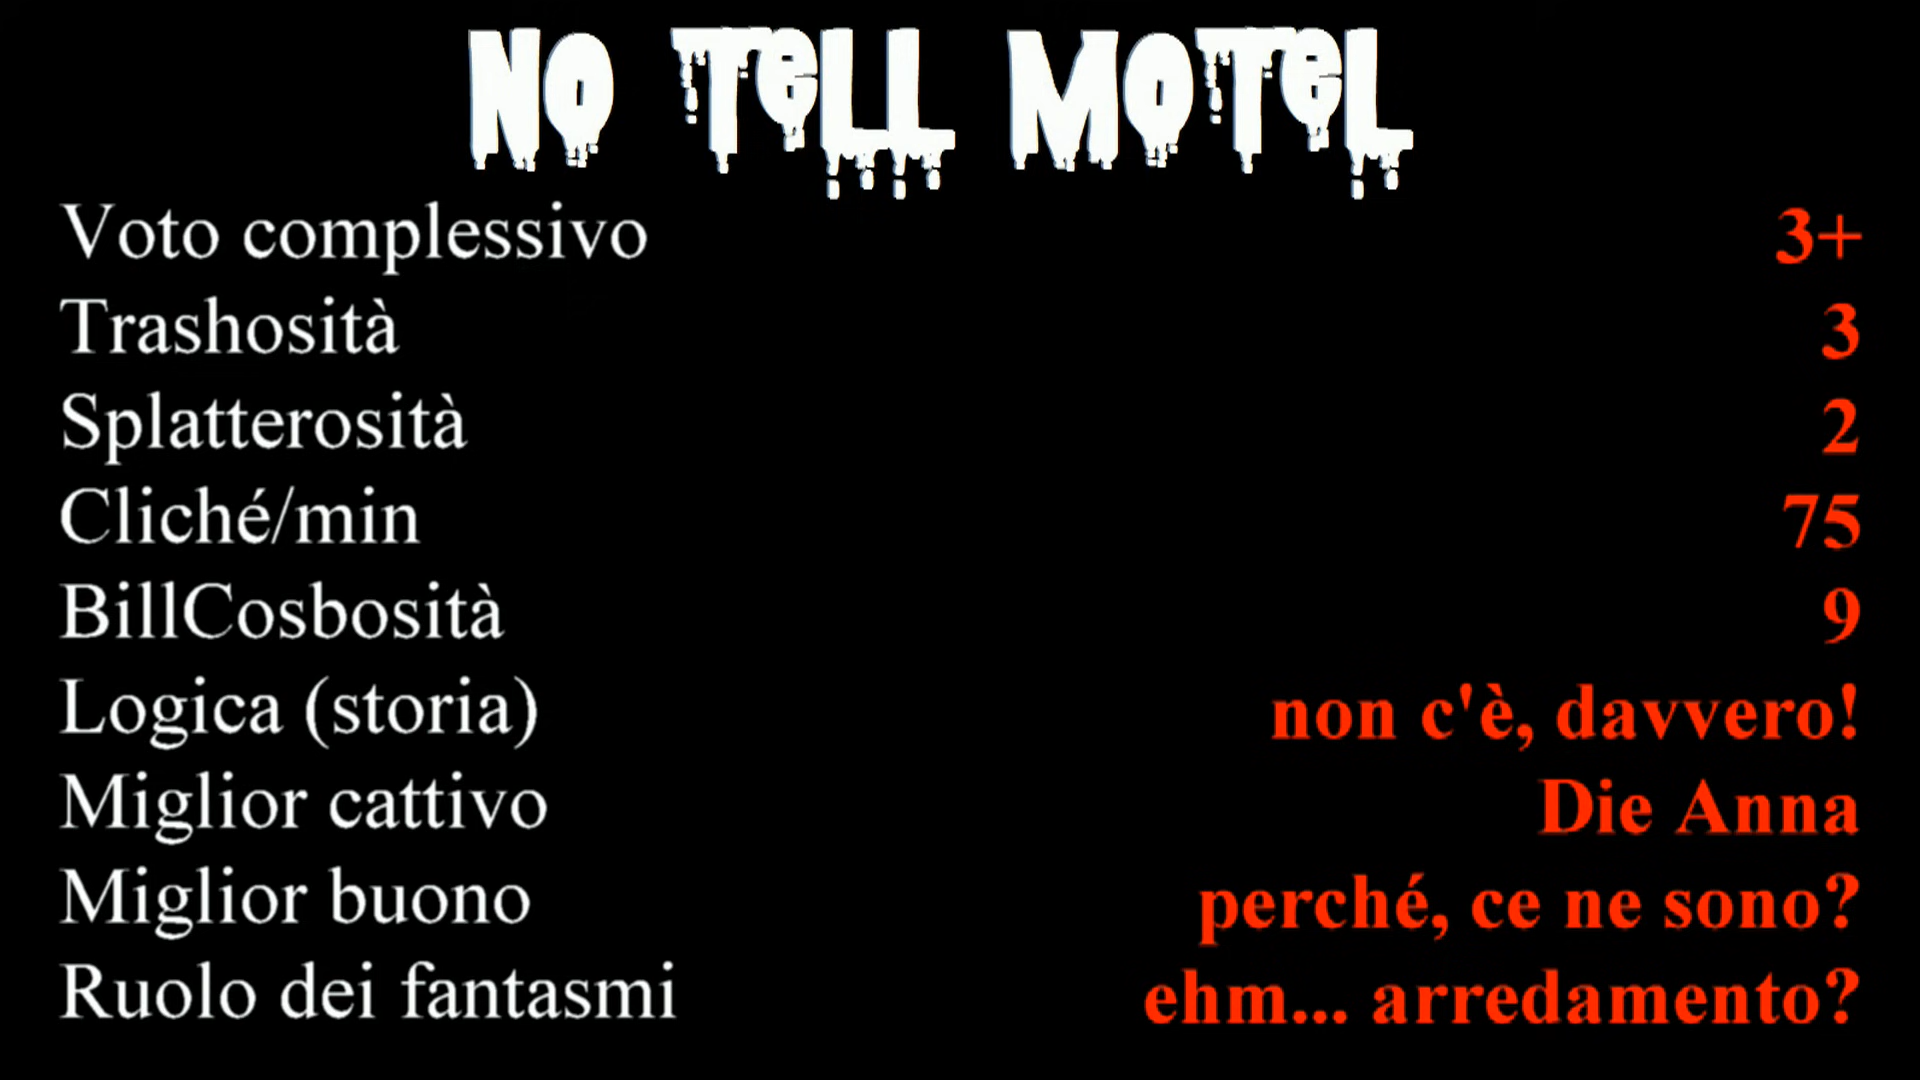 NO TELL MOTEL
Voto complessivo 3+
Trashosità 3
Splatterosità 2
Cliché/min 75
BillCosbosità 9
Logica (storia) non c'è, davvero!
Miglior cattivo Die Anna
Miglior buono perché, ce ne sono?
Ruolo dei fantasmi ehm... arredamento?